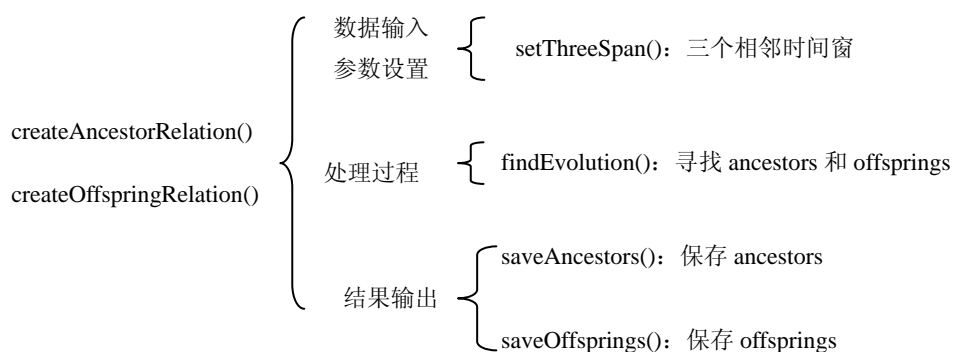 createAncestorRelation()
createOffspringRelation()
数据输入
参数设置
setThreeSpan()：三个相邻时间窗
处理过程
findEvolution()：寻找 ancestors 和 offsprings
结果输出
saveAncestors()：保存 ancestors
saveOffsprings()：保存 offsprings